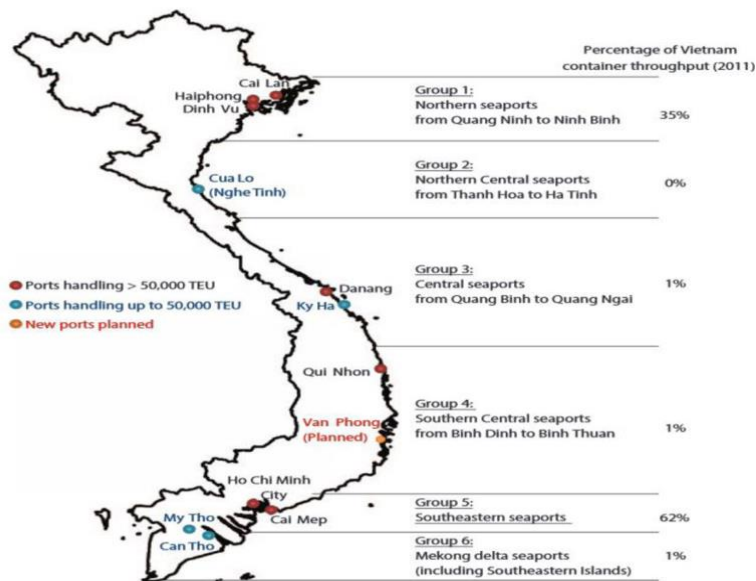 Percentage of Vietnam
container throughput (2011)
Cai Lan
Haiphong
Dinh Vu
Group 1:
Northern seaports
from Quang Ninh to Ninh Binh
35%
Cua Lo
(Nghe Tinh)
Group 2:
Northern Central seaports
from Thanh Hoa to Ha Tinh
0%
Ports handling > 50,000 TEU
Ports handling up to 50,000 TEU
New ports planned
Danang
Ky Ha
Group 3:
Central seaports
from Quang Binh to Quang Ngai
1%
Qui Nhon
Van Phong
(Planned)
Group 4:
Southern Central seaports
from Binh Dinh to Binh Thuan
1%
Ho Chi Minh
City
Cai Mep
Group 5:
Southeastern seaports
62%
My Tho
Can Tho
Group 6:
Mekong delta seaports
(including Southeastern Islands)
1%